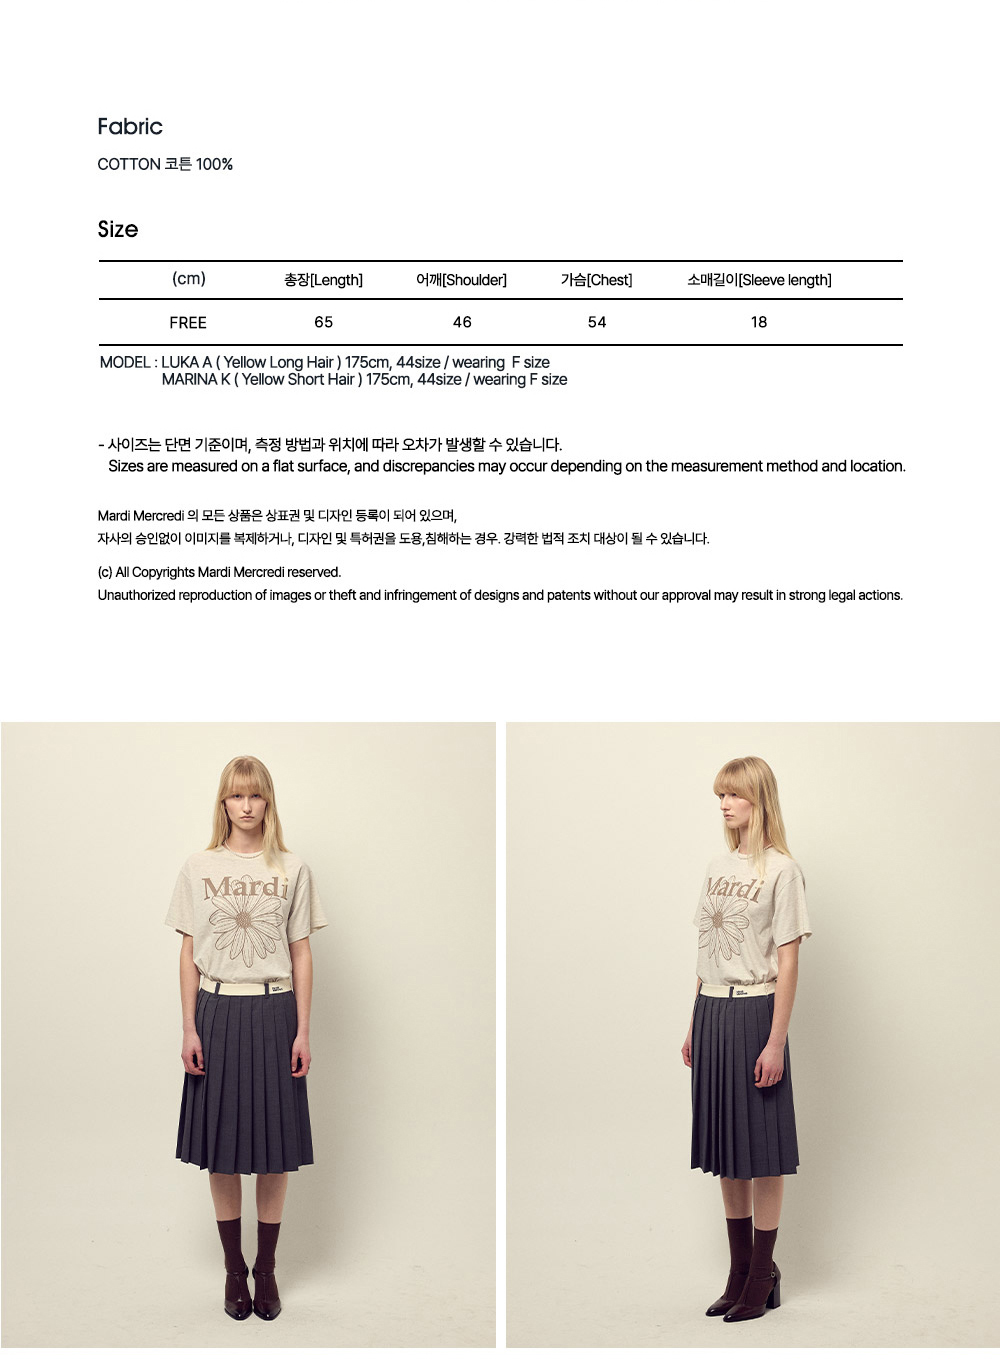 Fabric
COTTON 코튼 100%
Size
(cm) 총장[Length] 어깨[Shoulder] 가슴[Chest] 소매길이[Sleeve length]
FREE 65 46 54 18
MODEL : LUKA A ( Yellow Long Hair ) 175cm, 44size / wearing F size
MARINA K ( Yellow Short Hair ) 175cm, 44size / wearing F size
- 사이즈는 단면 기준이며, 측정 방법과 위치에 따라 오차가 발생할 수 있습니다.
Sizes are measured on a flat surface, and discrepancies may occur depending on the measurement method and location.
Mardi Mercredi 의 모든 상품은 상표권 및 디자인 등록이 되어 있으며,
자사의 승인없이 이미지를 복제하거나, 디자인 및 특허권을 도용,침해하는 경우. 강력한 법적 조치 대상이 될 수 있습니다.
(c) All Copyrights Mardi Mercredi reserved.
Unauthorized reproduction of images or theft and infringement of designs and patents without our approval may result in strong legal actions.
Mardi
Mardi